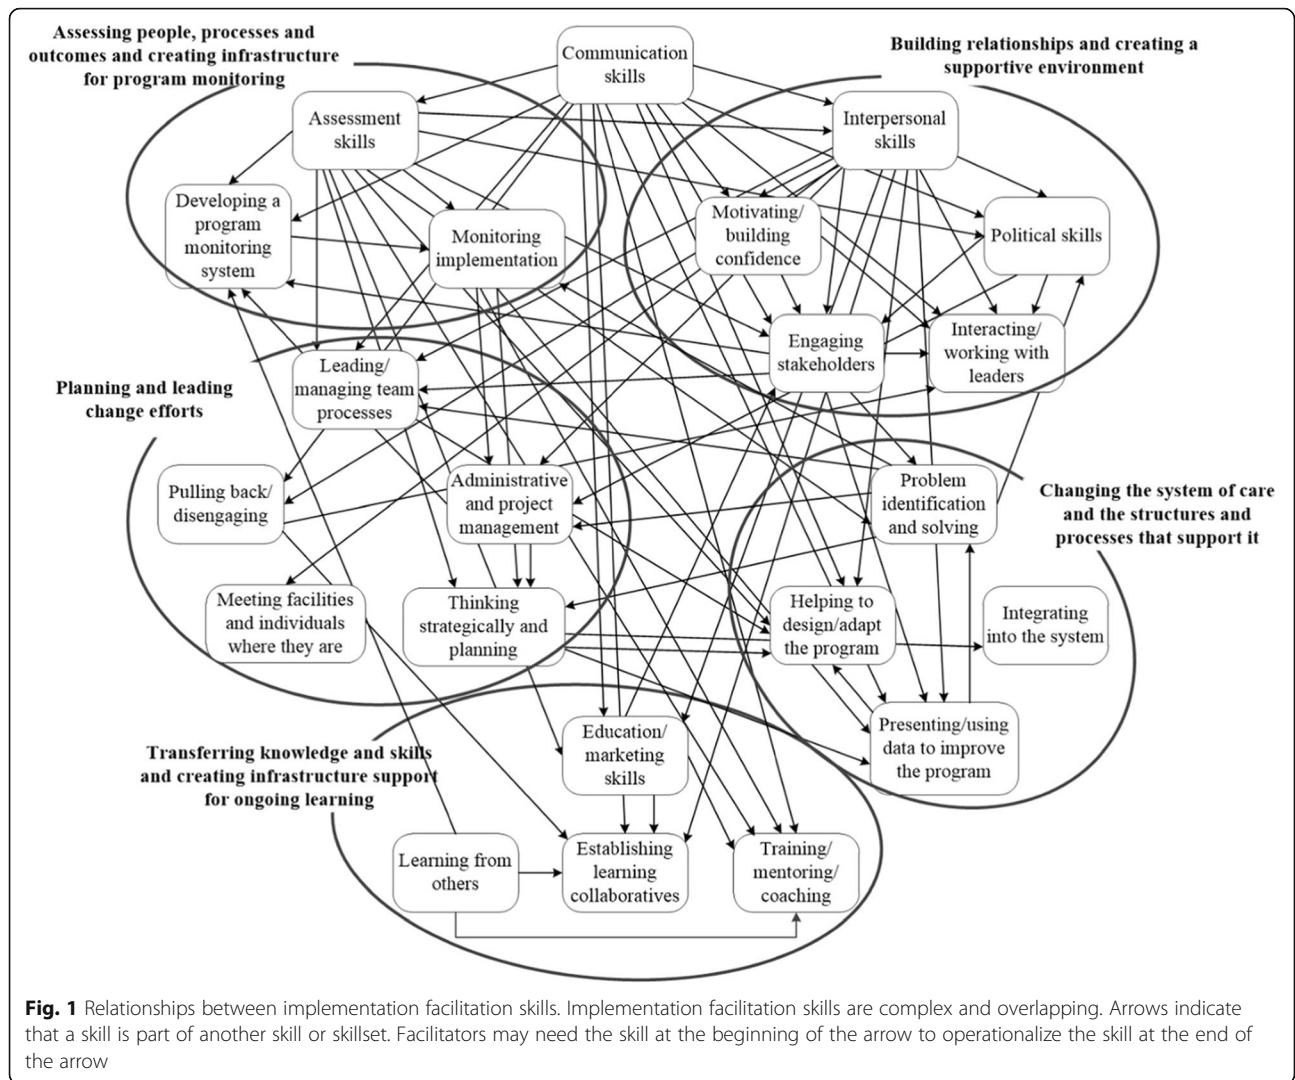 Assessing people, processes and
outcomes and creating infrastructure
for program monitoring
Communication
skills
Building relationships and creating a
supportive environment
Assessment
skills
Interpersonal
skills
Developing a
program
monitoring
system
Monitoring
implementation
Motivating/
building
confidence
Political skills
Engaging
stakeholders
Interacting/
working with
leaders
Planning and leading
change efforts
Leading/
managing team
processes
Pulling back/
disengaging
Administrative
and project
management
Problem
identification
and solving
Changing the system of care
and the structures and
processes that support it
Meeting facilities
and individuals
where they are
Thinking
strategically and
planning
Helping to
design/adapt
the program
Integrating
into the system
Presenting/using
data to improve
the program
Transferring knowledge and skills
and creating infrastructure support
for ongoing learning
Education/
marketing
skills
Learning from
others
Establishing
learning
collaboratives
Training/
mentoring/
coaching
Fig. 1 Relationships between implementation facilitation skills. Implementation facilitation skills are complex and overlapping. Arrows indicate
that a skill is part of another skill or skillset. Facilitators may need the skill at the beginning of the arrow to operationalize the skill at the end of
the arrow